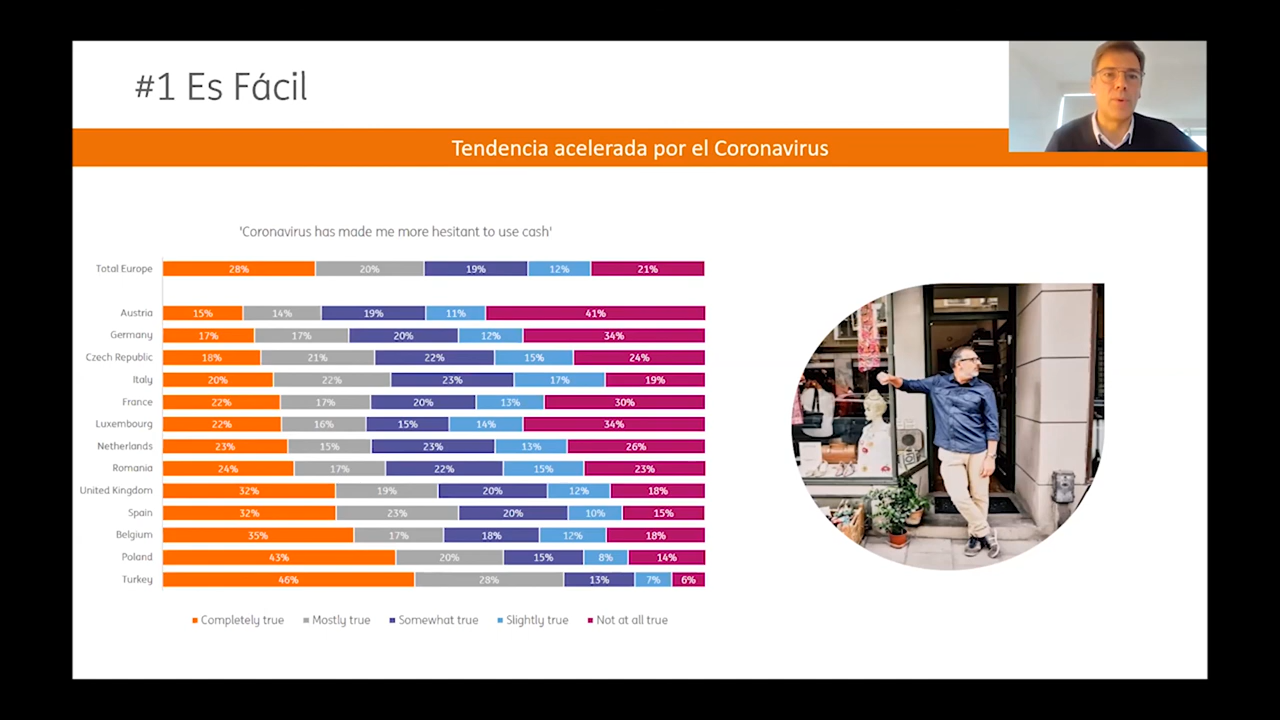 #1 Es Fácil
Tendencia acelerada por el Coronavirus
'Coronavirus has made me more hesitant to use cash'
Total Europe 28% 20% 19% 12% 21%
Austria 15% 14% 19% 11% 41%
Germany 17% 17% 20% 12% 34%
Czech Republic 18% 21% 22% 15% 24%
Italy 20% 22% 23% 17% 19%
France 22% 17% 20% 13% 30%
Luxembourg 22% 16% 15% 14% 34%
Netherlands 23% 15% 23% 13% 26%
Romania 24% 17% 22% 15% 23%
United Kingdom 32% 19% 20% 12% 18%
Spain 32% 23% 20% 10% 15%
Belgium 35% 17% 18% 12% 18%
Poland 43% 20% 15% 8% 14%
Turkey 46% 28% 13% 7% 6%
Completely true Mostly true Somewhat true Slightly true Not at all true